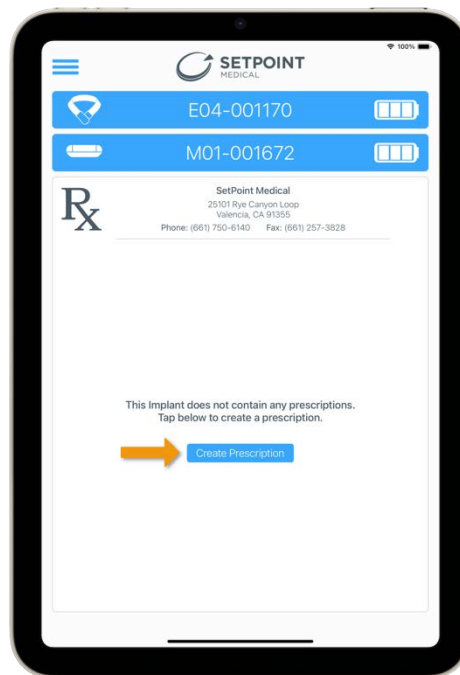 100%
SETPOINT
MEDICAL
E04-001170
M01-001672
Rx
SetPoint Medical
25101 Rye Canyon Loop
Valencia, CA 91355
Phone: (661) 750-6140 Fax: (661) 257-3828
This Implant does not contain any prescriptions.
Tap below to create a prescription.
Create Prescription